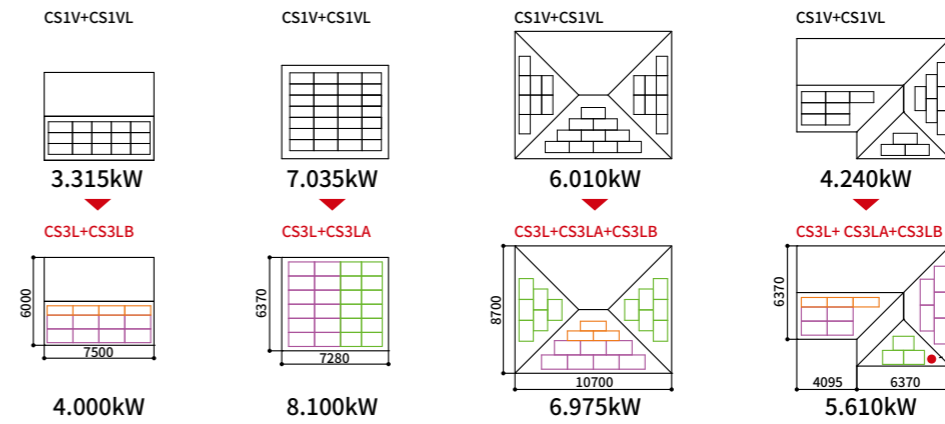 CS1V+CS1VL
CS1V+CS1VL
CS1V+CS1VL
CS1V+CS1VL
3.315kW
7.035kW
6.010kW
4.240kW
CS3L+CS3LB
CS3L+CS3LA
CS3L+CS3LA+CS3LB
CS3L+ CS3LA+CS3LB
6000
7500
6370
7280
8700
10700
6370
4095
6370
4.000kW
8.100kW
6.975kW
5.610kW